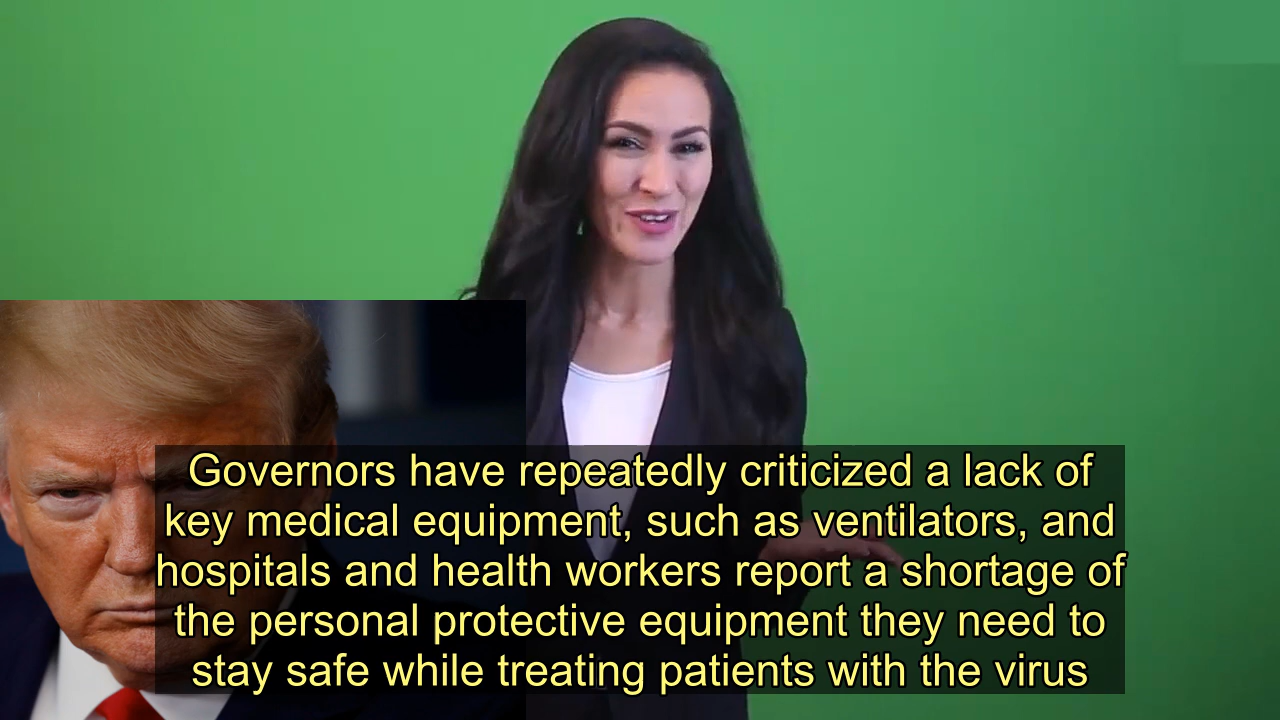 Governors have repeatedly criticized a lack of
key medical equipment, such as ventilators, and
hospitals and health workers report a shortage of
the personal protective equipment they need to
stay safe while treating patients with the virus